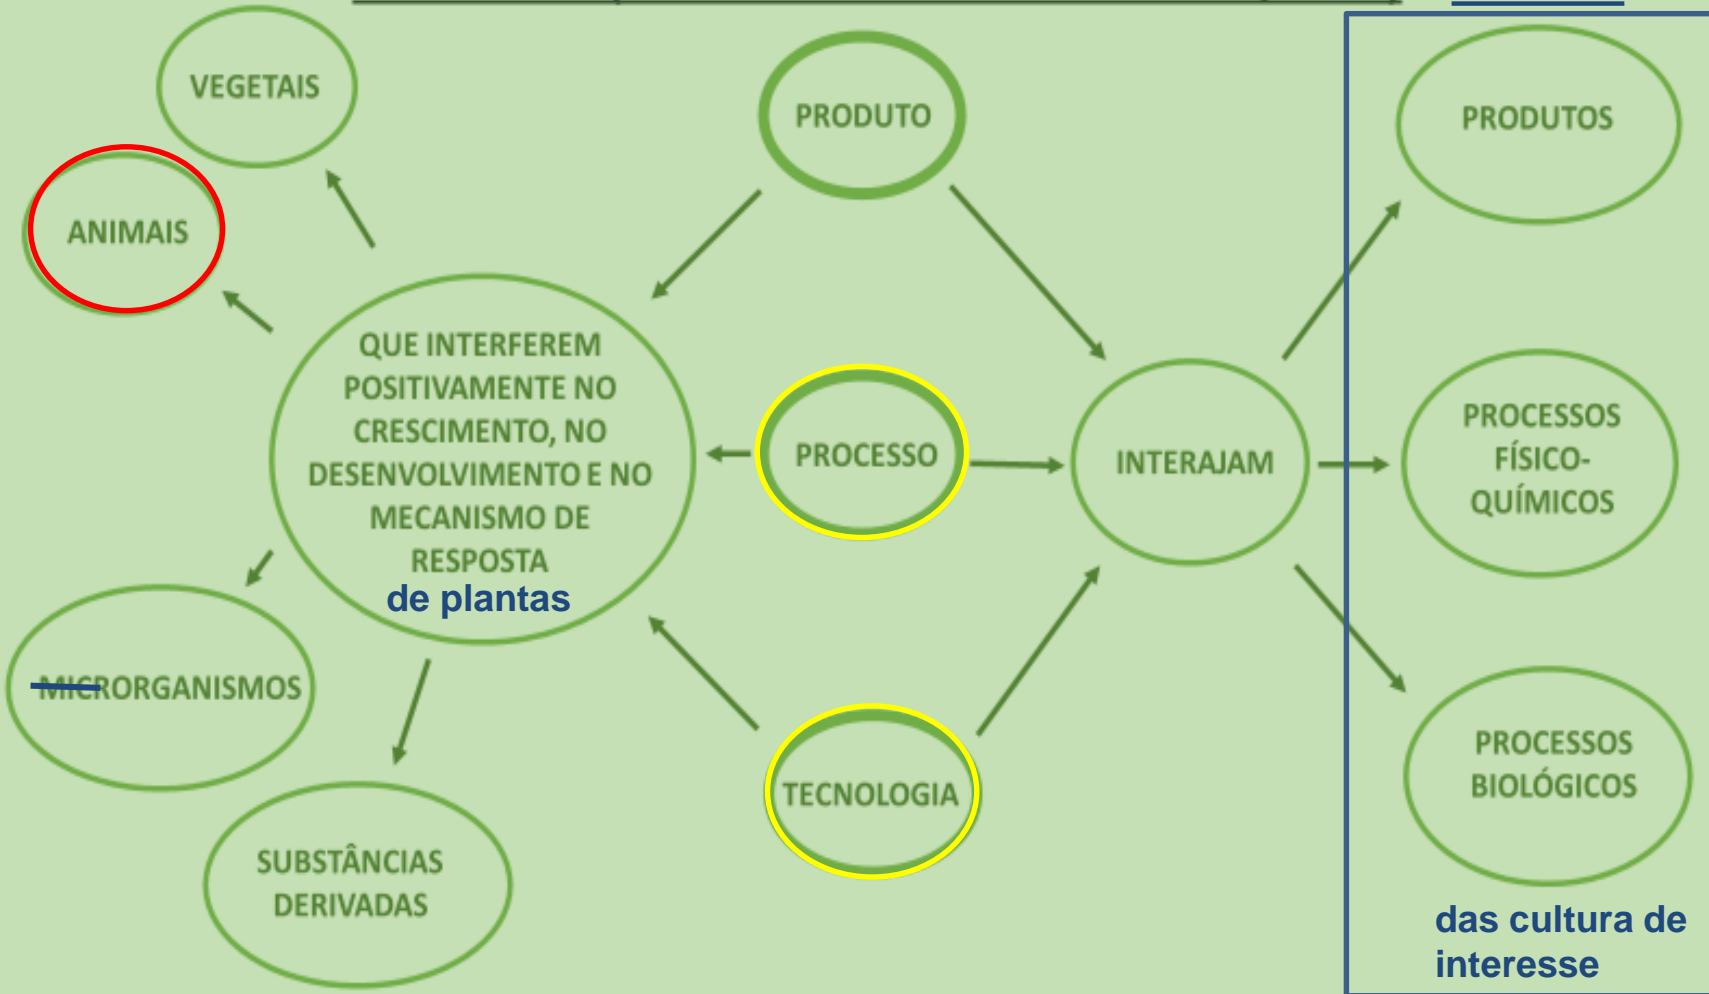 VEGETAIS
ANIMAIS
PRODUTO
PRODUTOS
QUE INTERFEREM
POSITIVAMENTE NO
CRESCIMENTO, NO
DESENVOLVIMENTO E NO
MECANISMO DE
RESPOSTA
de plantas
PROCESSO
INTERAJAM
PROCESSOS
FÍSICO-
QUÍMICOS
MICRORGANISMOS
SUBSTÂNCIAS
DERIVADAS
TECNOLOGIA
PROCESSOS
BIOLÓGICOS
das cultura de
interesse